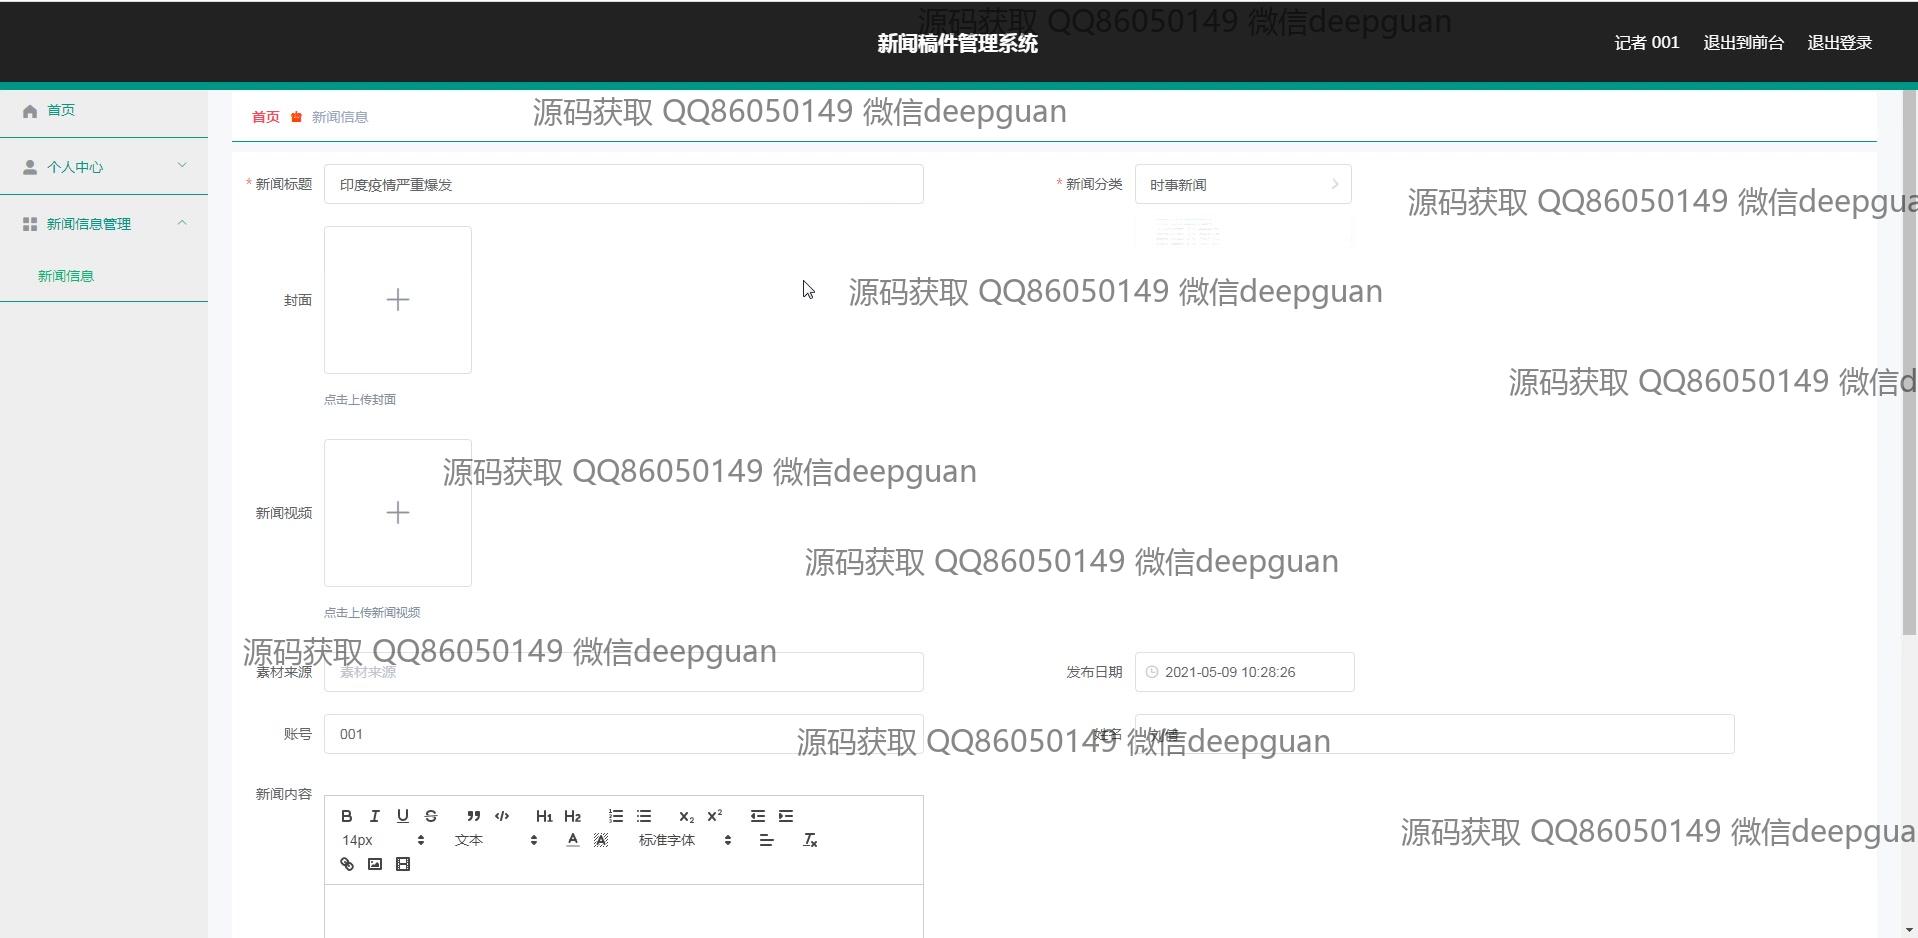 源码获取 QQ86050149 微信deepguan
新闻稿件管理系统
记者 001 退出到前台 退出登录
首页
首页 新闻信息
源码获取 QQ86050149 微信deepguan
个人中心
* 新闻标题 印度疫情严重爆发
* 新闻分类 时事新闻
源码获取 QQ86050149 微信deepgua
新闻信息管理
新闻信息
封面
源码获取 QQ86050149 微信deepguan
源码获取 QQ86050149 微信d
点击上传封面
源码获取 QQ86050149 微信deepguan
新闻视频
源码获取 QQ86050149 微信deepguan
点击上传新闻视频
源码获取 QQ86050149 微信deepguan
素材来源 素材来源
发布日期 2021-05-09 10:28:26
账号 001
姓名
源码获取 QQ86050149 微信deepguan
新闻内容
B I U S H1 H2 X2 X2
14px 文本 A A 标准字体 Tx
源码获取 QQ86050149 微信deepgua